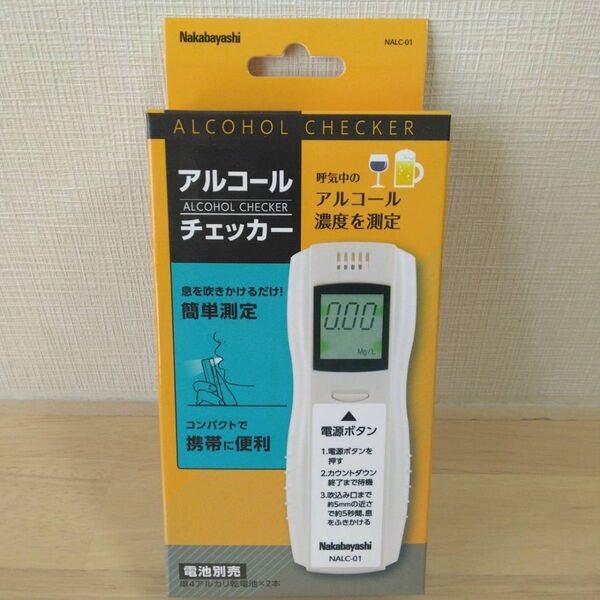 Nakabayashi
NALC-01
ALCOHOL CHECKER
アルコール
ALCOHOL CHECKER
チェッカー
呼気中の
アルコール
濃度を測定
息を吹きかけるだけ!
簡単測定
コンパクトで
携帯に便利
0.00
Mg/L
電源ボタン
1.電源ボタンを
押す
2.カウントダウン
終了まで待機
3.吹込み口まで
約5mmの近さ
で約5秒間、息
をふきかける
Nakabayashi
NALC-01
電池別売
単4アルカリ乾電池×2本